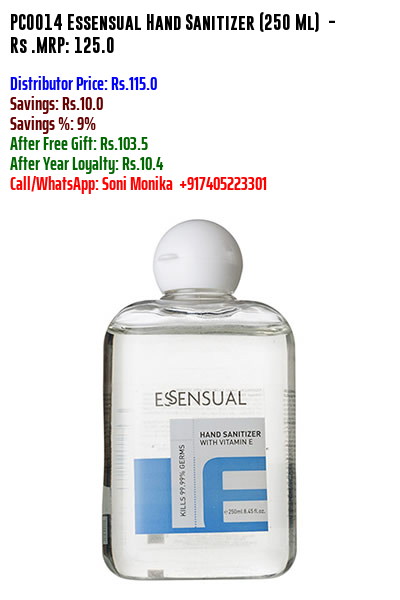 PC0014 Essensual Hand Sanitizer (250 Ml) -
Rs .MRP: 125.0
Distributor Price: Rs.115.0
Savings: Rs.10.0
Savings %: 9%
After Free Gift: Rs.103.5
After Year Loyalty: Rs.10.4
Call/WhatsApp: Soni Monika +917405223301
ESSENSUAL
HAND SANITIZER
WITH VITAMIN E
KILLS 99.99% GERMS
e 250ml 8.45 fl.oz.